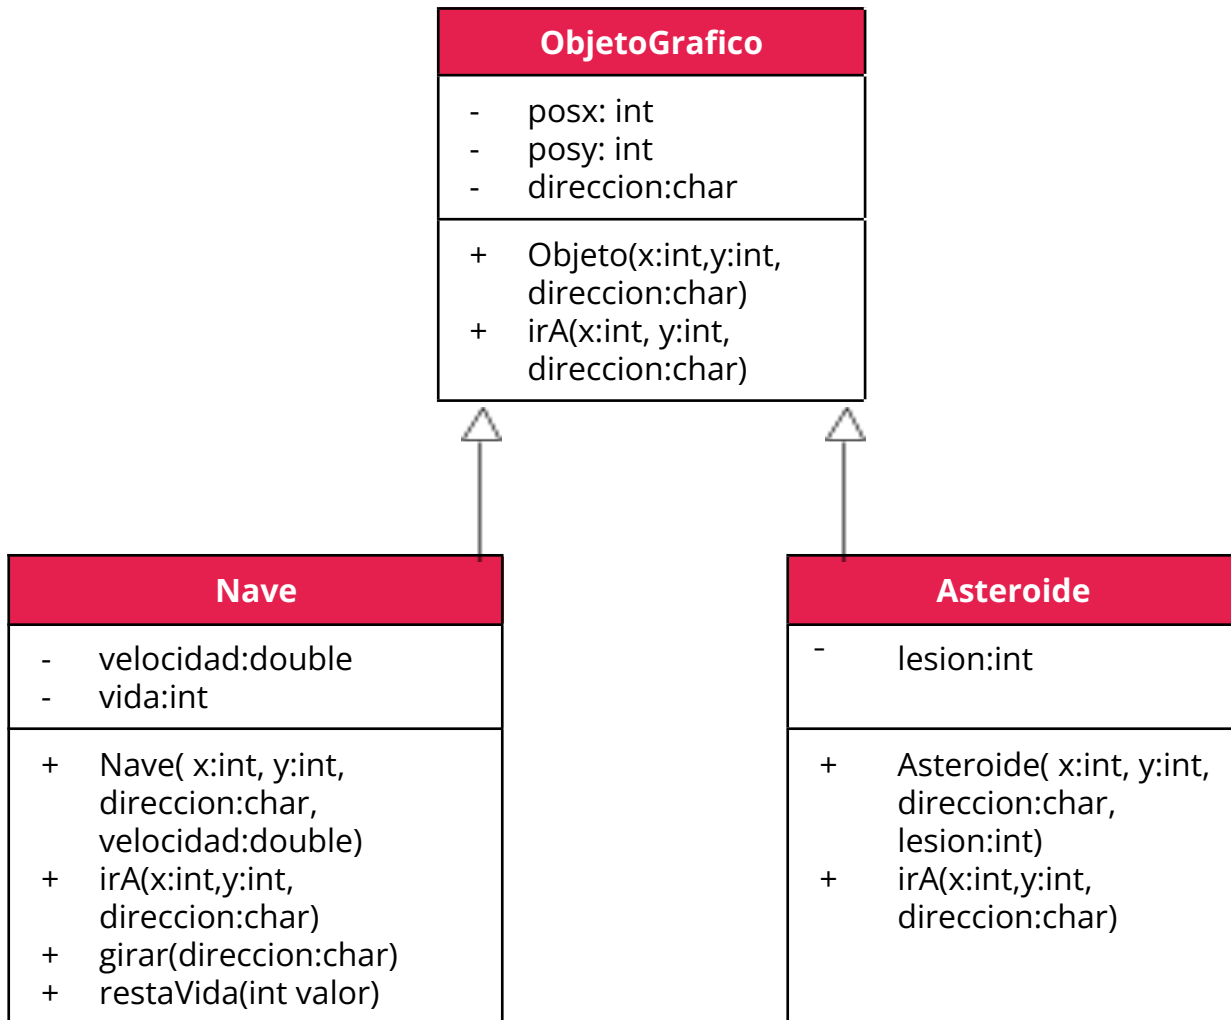 ObjetoGrafico
- posx: int
- posy: int
- direccion:char
+ Objeto(x:int,y:int,
direccion:char)
+ irA(x:int, y:int,
direccion:char)
Nave
- velocidad:double
- vida:int
+ Nave( x:int, y:int,
direccion:char,
velocidad:double)
+ irA(x:int,y:int,
direccion:char)
+ girar(direccion:char)
+ restaVida(int valor)
Asteroide
- lesion:int
+ Asteroide( x:int, y:int,
direccion:char,
lesion:int)
+ irA(x:int,y:int,
direccion:char)